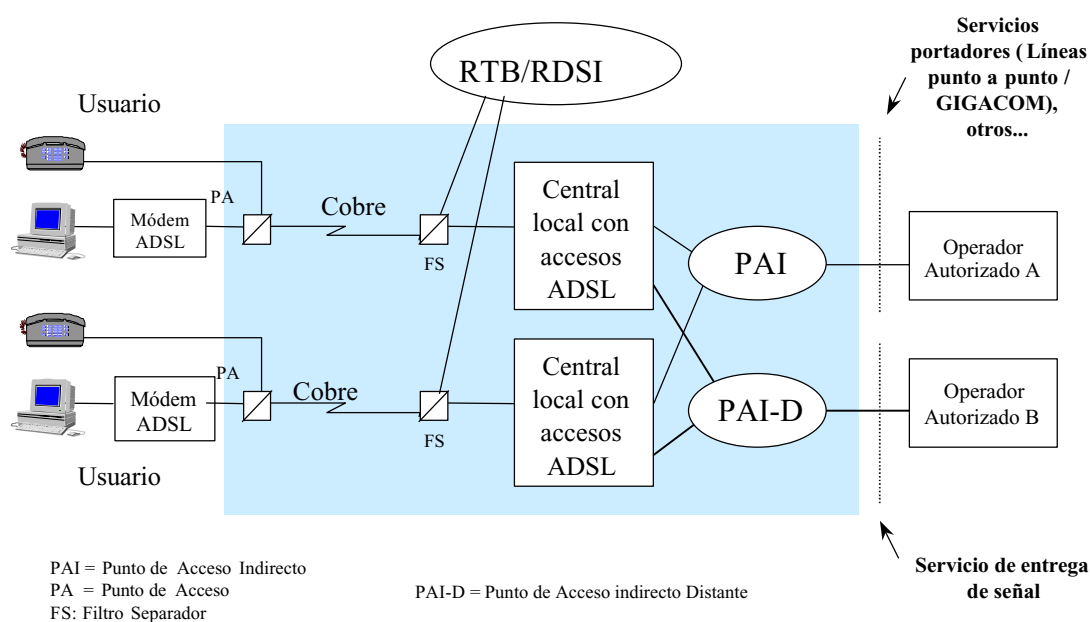 Servicios
portadores ( Líneas
punto a punto /
GIGACOM),
otros...
RTB/RDSI
Usuario
PA
Módem
ADSL
Cobre
FS
Central
local con
accesos
ADSL
PAI
Operador
Autorizado A
PA
Módem
ADSL
Cobre
FS
Central
local con
accesos
ADSL
PAI-D
Operador
Autorizado B
Usuario
Servicio de entrega
de señal
PAI = Punto de Acceso Indirecto
PA = Punto de Acceso
FS: Filtro Separador
PAI-D = Punto de Acceso indirecto Distante